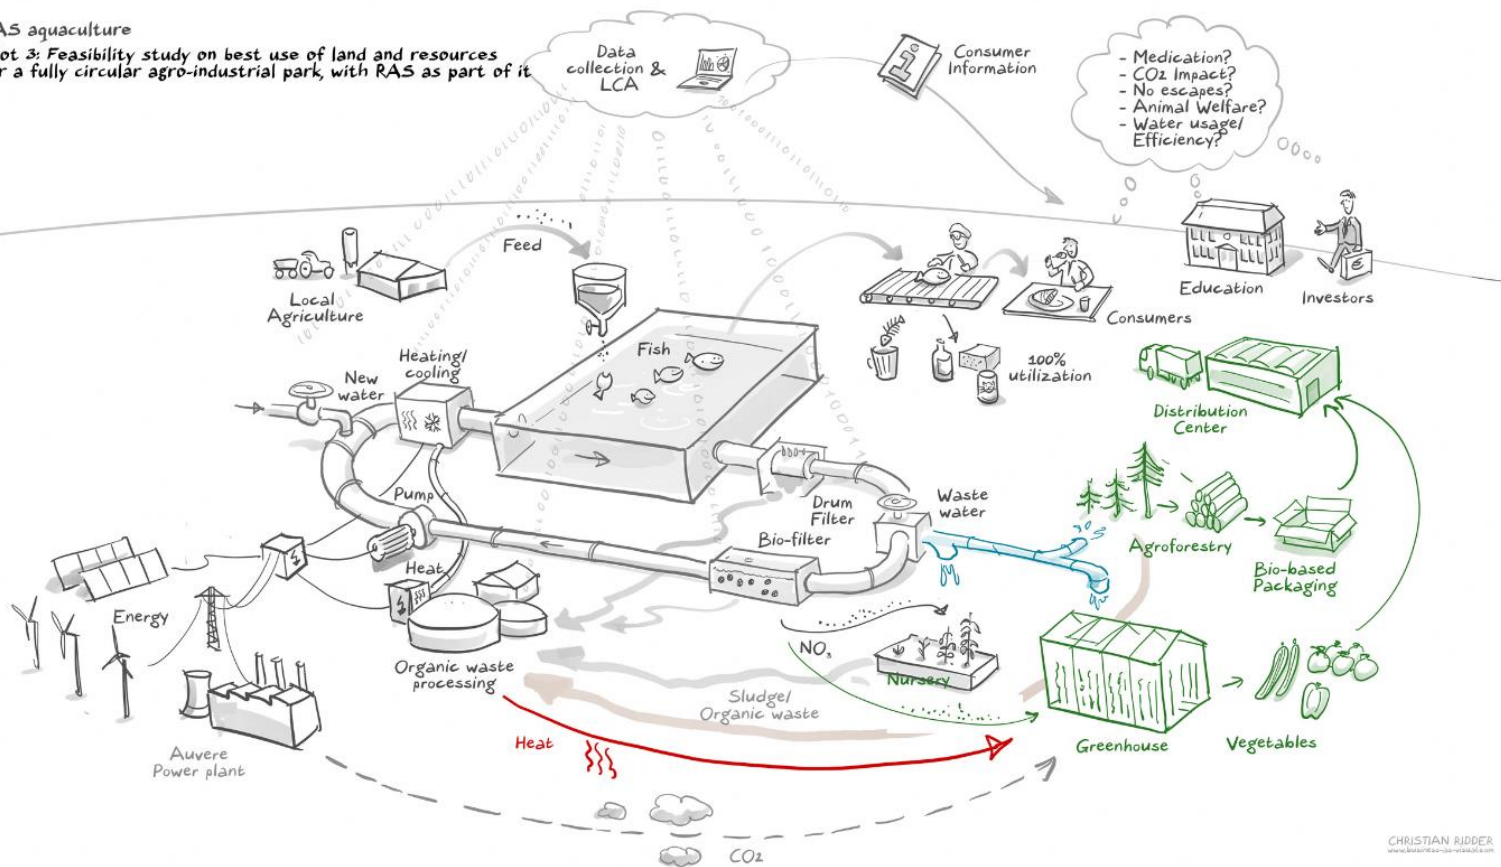 AS aquaculture
ot 3: Feasibility study on best use of land and resources
r a fully circular agro-industrial park, with RAS as part of it
Data
collection &
LCA
Consumer
Information
- Medication?
- CO2 Impact?
- No escapes?
- Animal Welfare?
- Water usage/
Efficiency?
Feed
Local
Agriculture
Education
Investors
Consumers
Fish
Heating/
cooling
New
water
100%
utilization
Distribution
Center
Pump
Drum
Filter
Waste
water
Bio-filter
Agroforestry
Bio-based
Packaging
Heat
Energy
NO3
Organic waste
processing
Nursery
Sludge/
Organic waste
Heat
Greenhouse
Vegetables
Auvere
Power plant
CO2
CHRISTIAN RIDDER